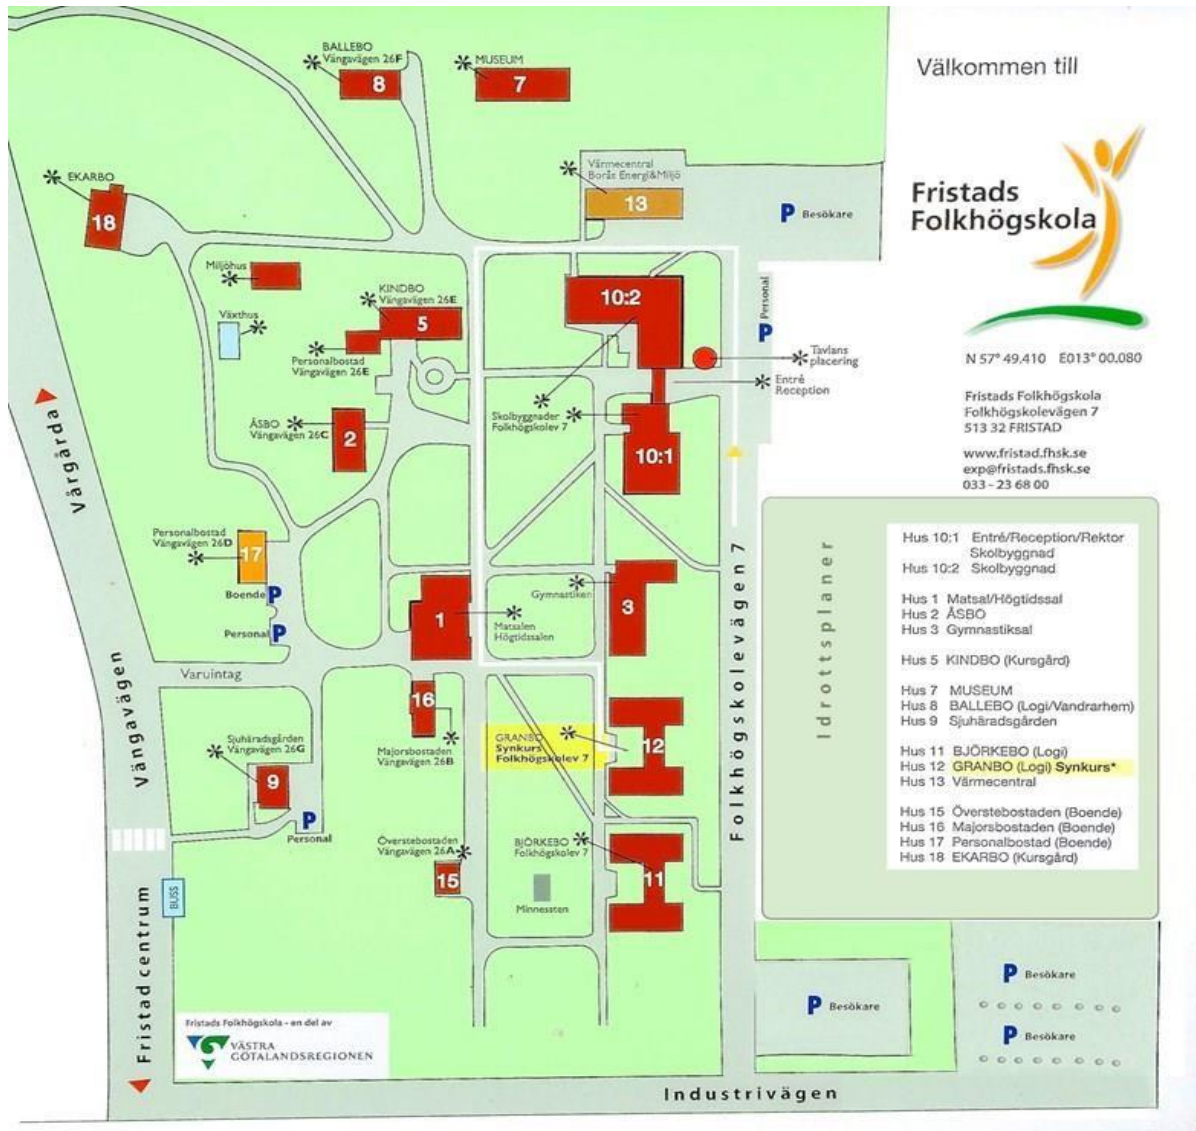 BALLEBO
Vängavägen 26F
8
MUSEUM
7
Välkommen till
EKARBO
18
Värmecentral
Borås Energi&Miljö
13
P Besökare
Fristads
Folkhögskola
Miljöhus
KINDBO
Vängavägen 26E
5
10:2
Personal
P
Växthus
Personalbostad
Vängavägen 26E
Tavlans
placering
Entré
Reception
N 57° 49.410 E013° 00.080
Fristads Folkhögskola
Folkhögskolevägen 7
513 32 FRISTAD
www.fristad.fhsk.se
exp@fristads.fhsk.se
033 - 23 68 00
ÅSBO
Vängavägen 26C
2
Skolbyggnader
Folkhögskolev 7
10:1
Vårgårda
Personalbostad
Vängavägen 26D
17
Boende P
Personal P
1
Matsalen
Högtidssalen
Gymnastiken
3
Folkhögskolevägen 7
Idrottsplaner
Hus 10:1 Entré/Reception/Rektor
Skolbyggnad
Hus 10:2 Skolbyggnad
Hus 1 Matsal/Högtidssal
Hus 2 ÅSBO
Hus 3 Gymnastiksal
Hus 5 KINDBO (Kursgård)
Hus 7 MUSEUM
Hus 8 BALLEBO (Logi/Vandrarhem)
Hus 9 Sjuhäradsgården
Hus 11 BJÖRKEBO (Logi)
Hus 12 GRANBO (Logi) Synkurs*
Hus 13 Värmecentral
Hus 15 Överstebostaden (Boende)
Hus 16 Majorsbostaden (Boende)
Hus 17 Personalbostad (Boende)
Hus 18 EKARBO (Kursgård)
Vängavägen
Varuintag
16
Majorsbostaden
Vängavägen 26B
Sjuhäradsgården
Vängavägen 26G
9
P
Personal
GRANBO
Synkurs
Folkhögskolev 7
12
Överstebostaden
Vängavägen 26A
15
BJÖRKEBO
Folkhögskolev 7
11
Minnessten
BUSS
Fristad centrum
P Besökare
P Besökare
P Besökare
Fristads Folkhögskola - en del av
VÄSTRA
GÖTALANDSREGIONEN
Industrivägen